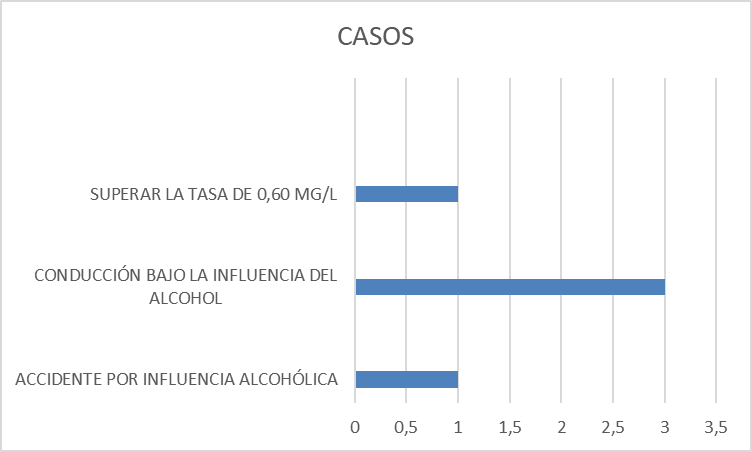 CASOS
SUPERAR LA TASA DE 0,60 MG/L
CONDUCCIÓN BAJO LA INFLUENCIA DEL
ALCOHOL
ACCIDENTE POR INFLUENCIA ALCOHÓLICA
0 0,5 1 1,5 2 2,5 3 3,5